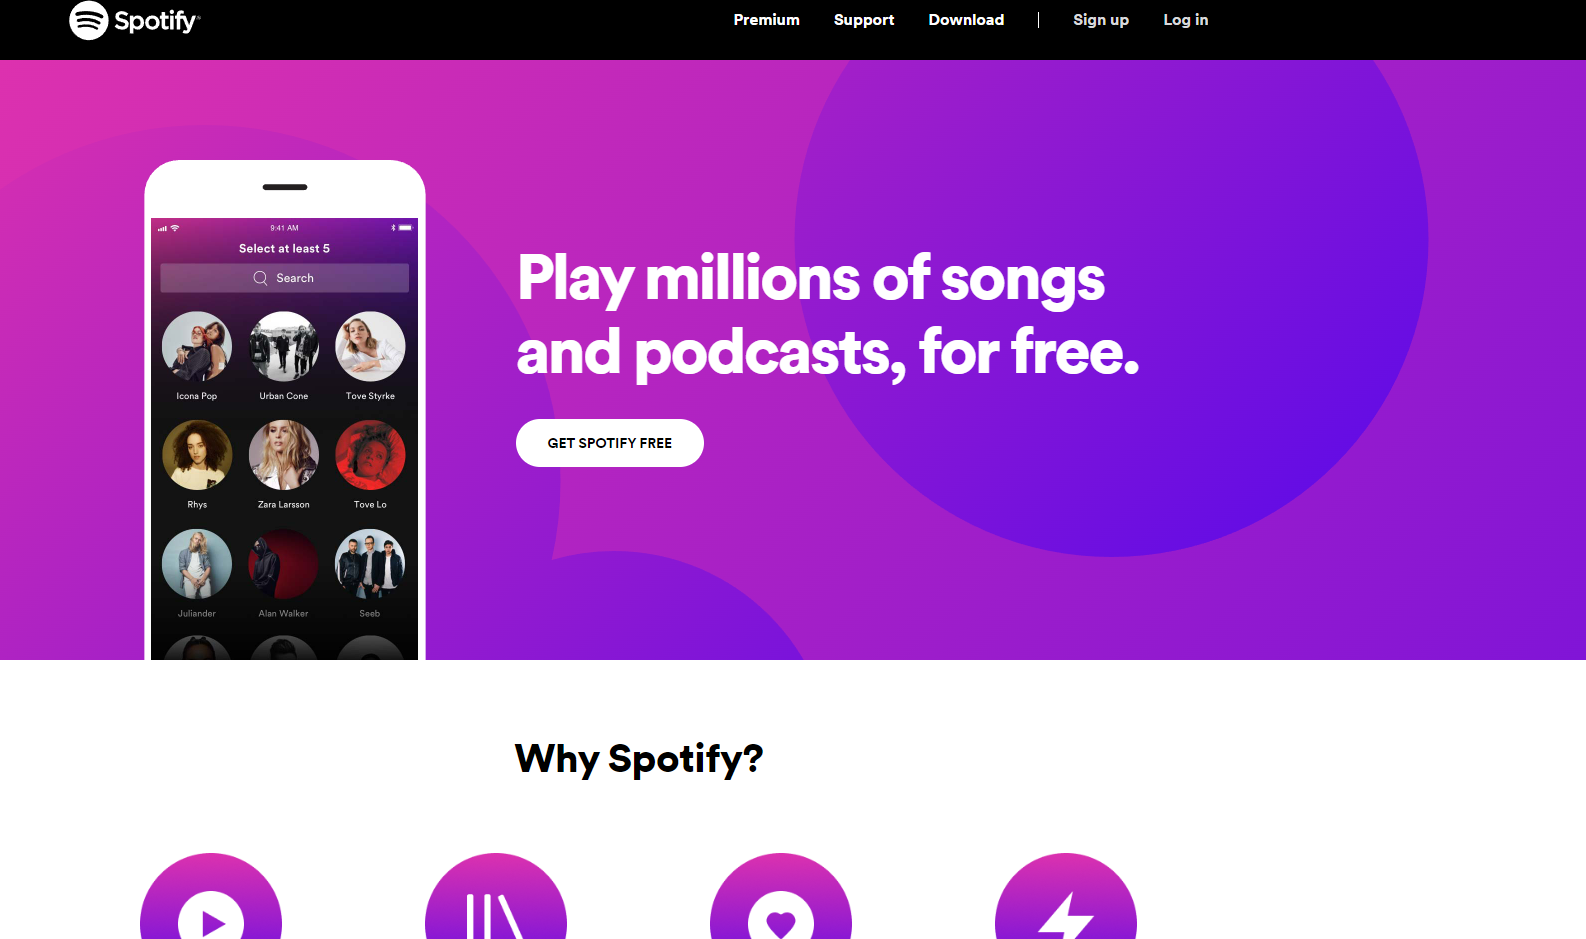 Spotify®
Premium Support Download | Sign up Log in
9:41 AM
Select at least 5
Search
Icona Pop Urban Cone Tove Styrke
Rhys Zara Larsson Tove Lo
Juliander Alan Walker Seeb
Play millions of songs
and podcasts, for free.
GET SPOTIFY FREE
Why Spotify?